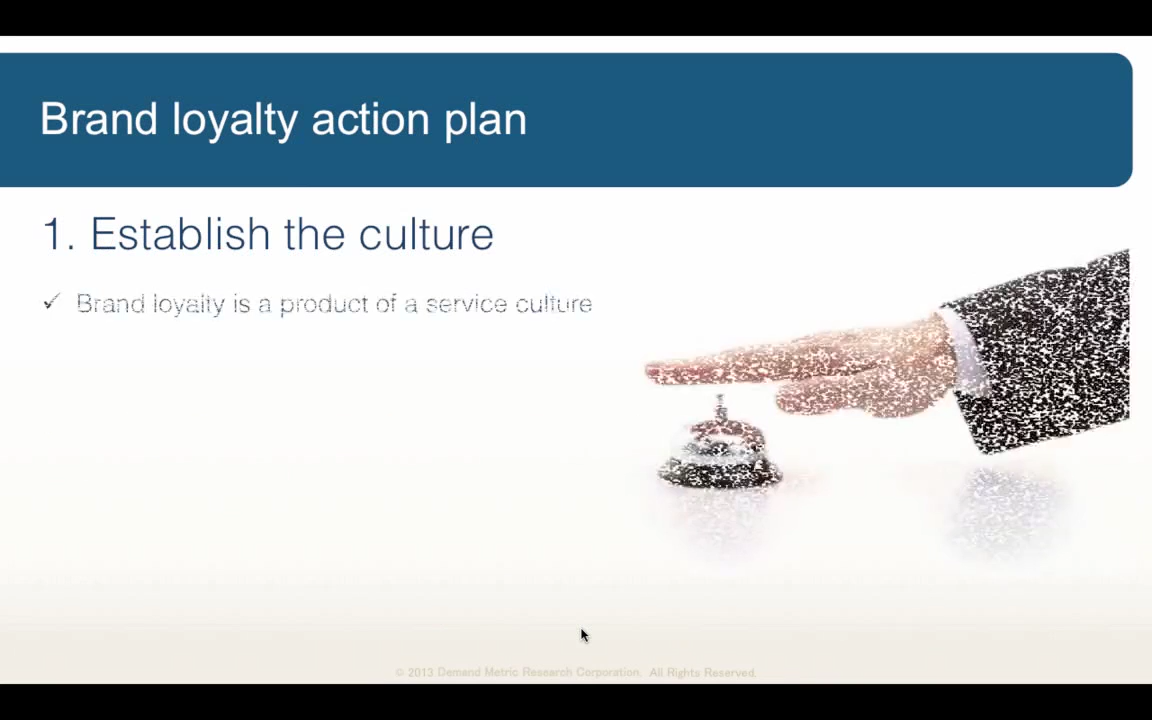 Brand loyalty action plan
1. Establish the culture
✓ Brand loyalty is a product of a service culture
© 2013 Demand Metric Research Corporation. All Rights Reserved.